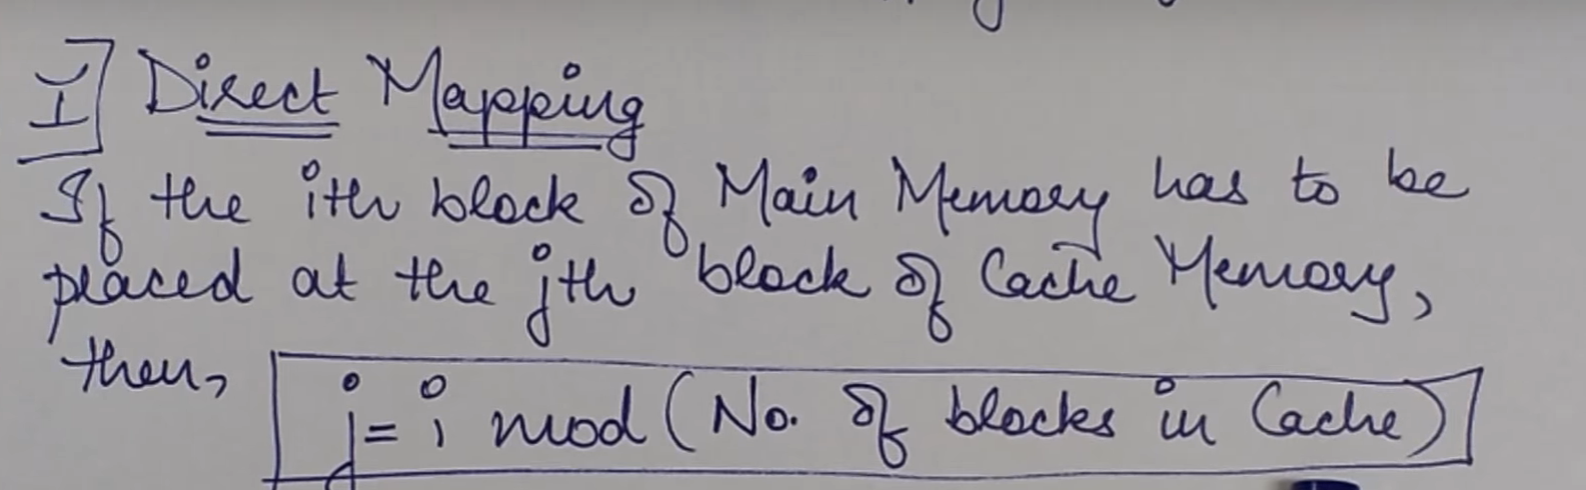 I] Direct Mapping
If the ith block of Main Memory has to be
placed at the jth block of Cache Memory,
then, j = i mod (No. of blocks in Cache)